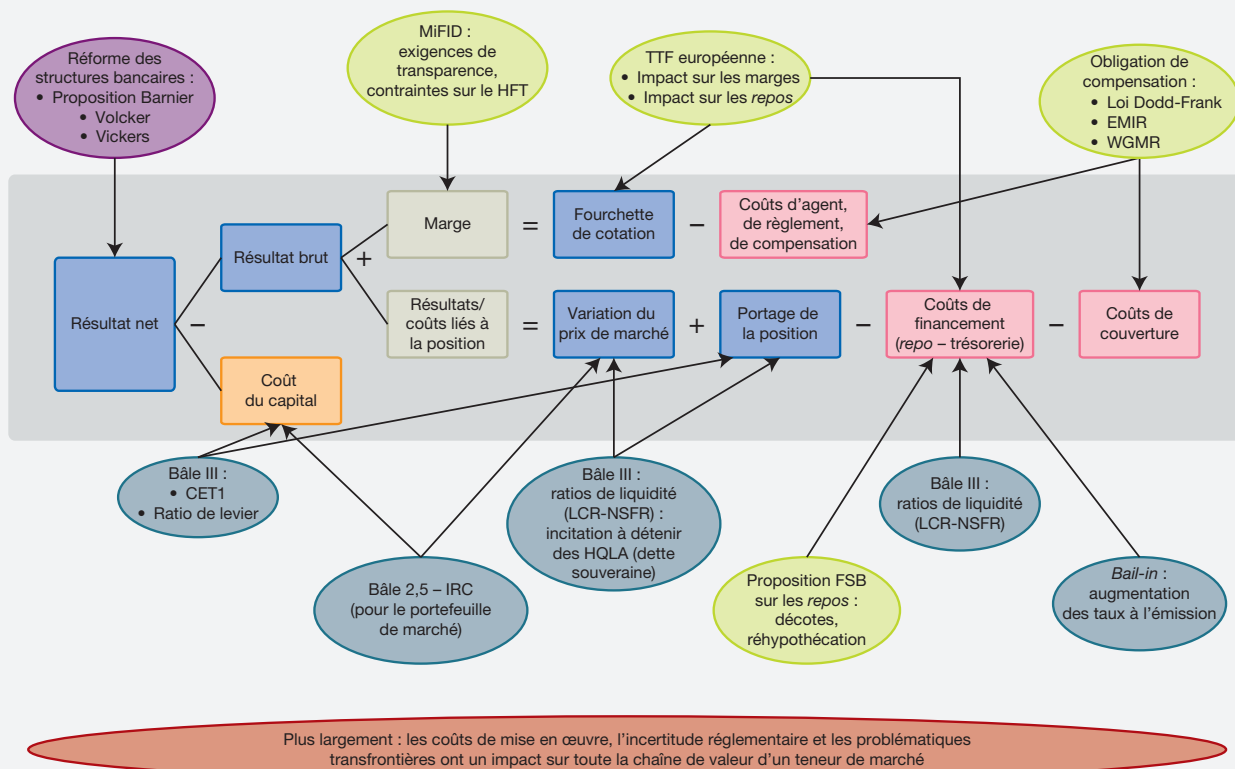 Réforme des
structures bancaires :
• Proposition Barnier
• Volcker
• Vickers
MiFID :
exigences de
transparence,
contraintes sur le HFT
TTF européenne :
• Impact sur les marges
• Impact sur les repos
Obligation de
compensation :
• Loi Dodd-Frank
• EMIR
• WGMR
Résultat net
–
Résultat brut
+
Marge
=
Fourchette
de cotation
–
Coûts d'agent,
de règlement,
de compensation
Résultats/
coûts liés à
la position
=
Variation du
prix de marché
+
Portage de
la position
–
Coûts de
financement
(repo – trésorerie)
–
Coûts de
couverture
Coût
du capital
Bâle III :
• CET1
• Ratio de levier
Bâle 2,5 – IRC
(pour le portefeuille
de marché)
Bâle III :
ratios de liquidité
(LCR-NSFR) :
incitation à détenir
des HQLA (dette
souveraine)
Proposition FSB
sur les repos :
décotes,
réhypothécation
Bâle III :
ratios de liquidité
(LCR-NSFR)
Bail-in :
augmentation
des taux à l'émission
Plus largement : les coûts de mise en œuvre, l'incertitude réglementaire et les problématiques
transfrontières ont un impact sur toute la chaîne de valeur d'un teneur de marché